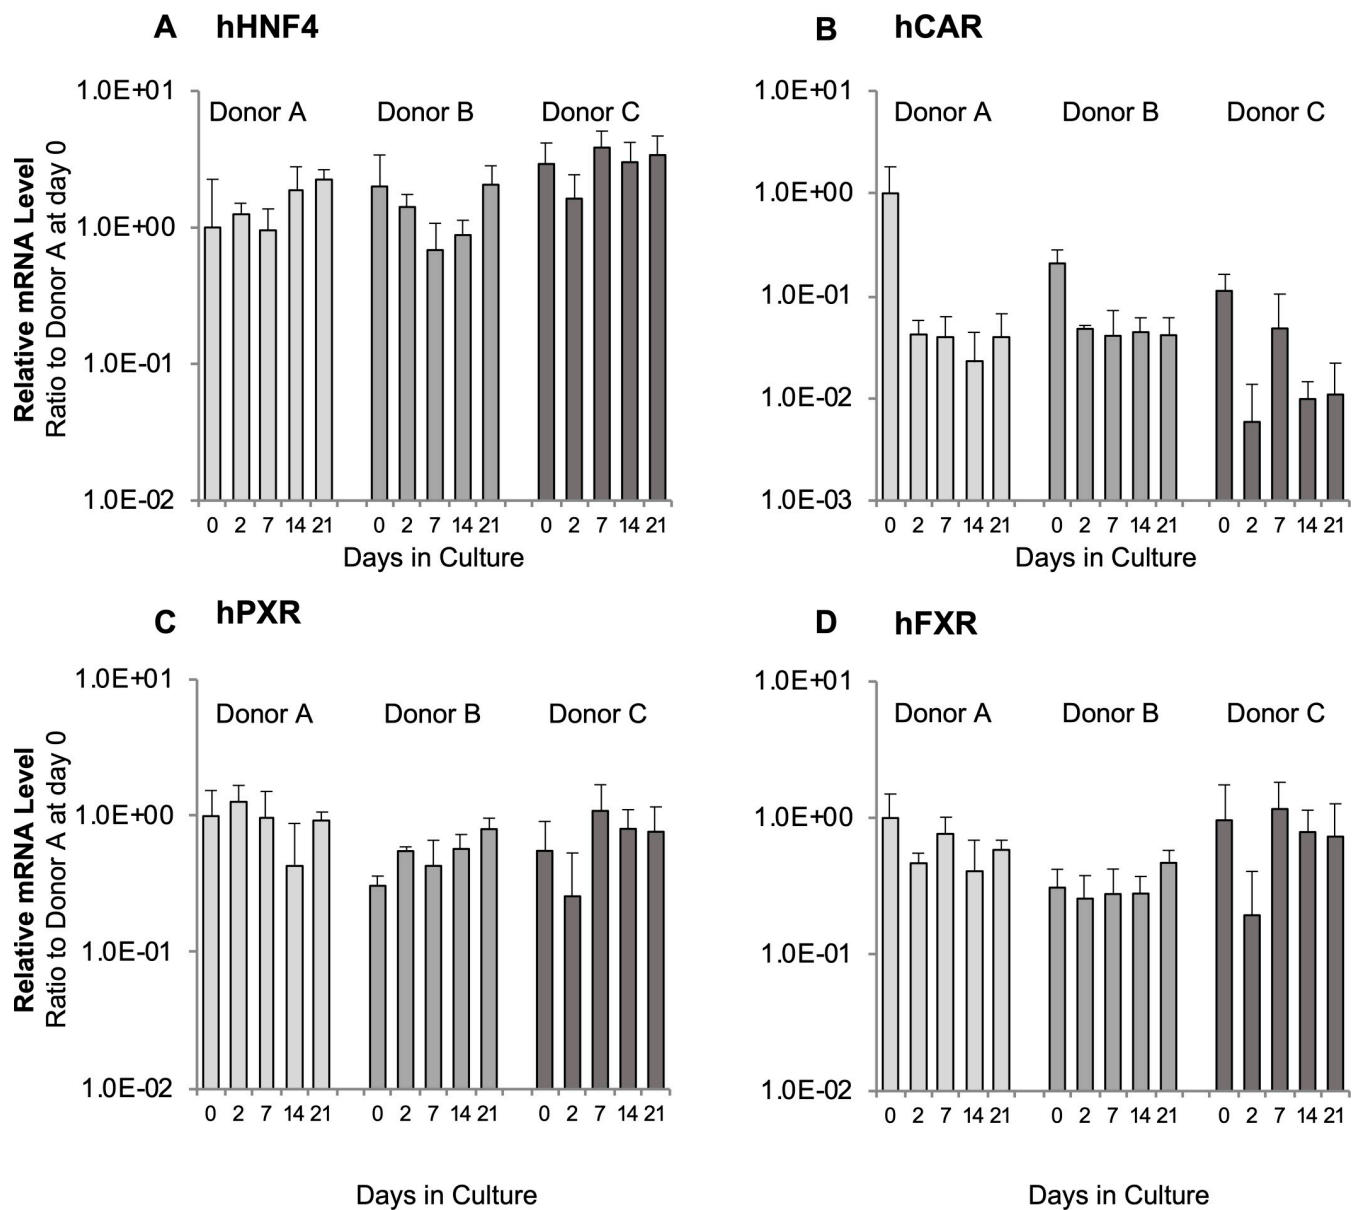 A hHNF4
Relative mRNA Level
Ratio to Donor A at day 0
1.0E+01
1.0E+00
1.0E-01
1.0E-02
Donor A Donor B Donor C
0 2 7 14 21 0 2 7 14 21 0 2 7 14 21
Days in Culture
B hCAR
1.0E+01
1.0E+00
1.0E-01
1.0E-02
1.0E-03
Donor A Donor B Donor C
0 2 7 14 21 0 2 7 14 21 0 2 7 14 21
Days in Culture
C hPXR
Relative mRNA Level
Ratio to Donor A at day 0
1.0E+01
1.0E+00
1.0E-01
1.0E-02
Donor A Donor B Donor C
0 2 7 14 21 0 2 7 14 21 0 2 7 14 21
Days in Culture
D hFXR
1.0E+01
1.0E+00
1.0E-01
1.0E-02
Donor A Donor B Donor C
0 2 7 14 21 0 2 7 14 21 0 2 7 14 21
Days in Culture